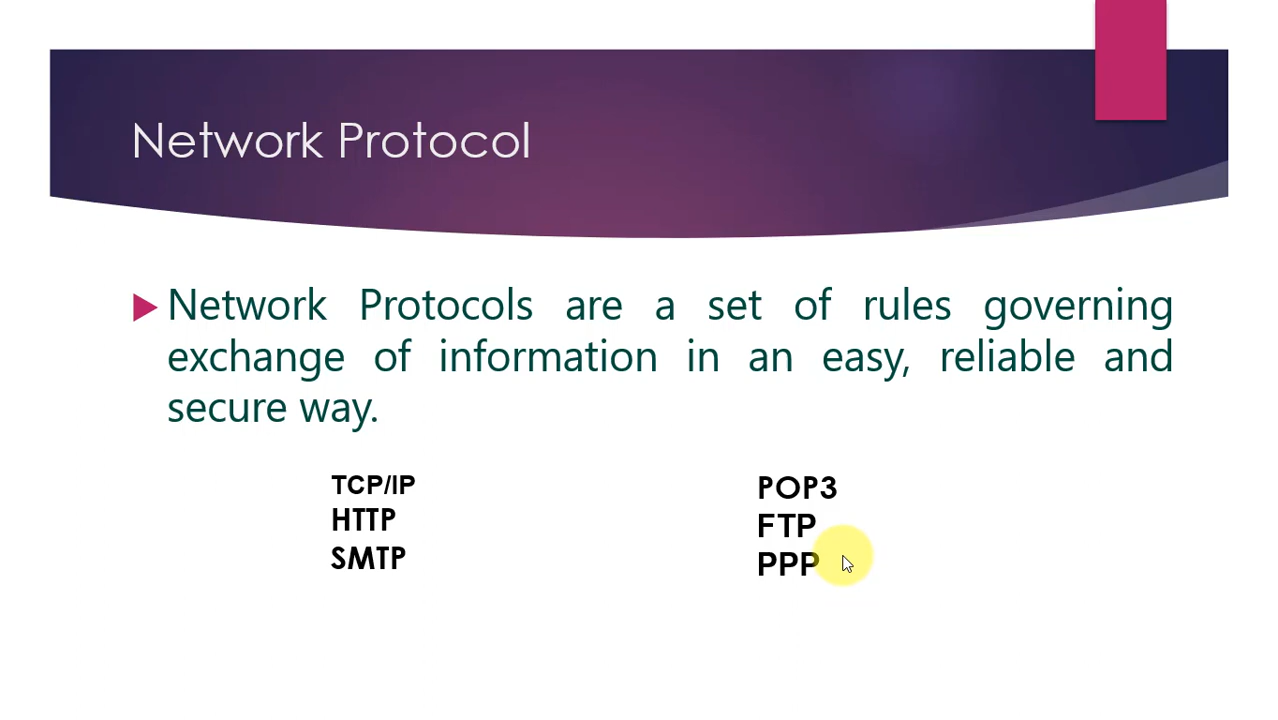 Network Protocol
Network Protocols are a set of rules governing
exchange of information in an easy, reliable and
secure way.
TCP/IP
HTTP
SMTP
POP3
FTP
PPP